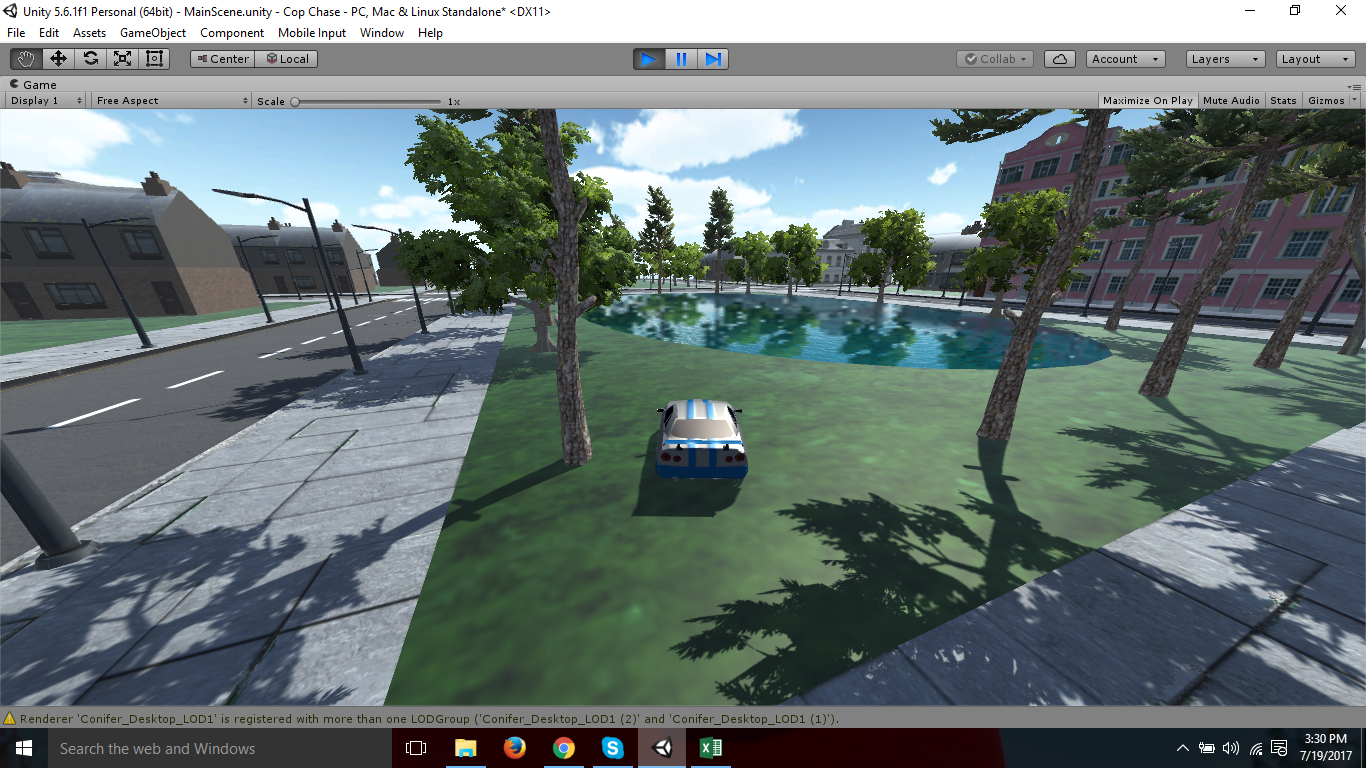 Unity 5.6.1f1 Personal (64bit) - MainScene.unity - Cop Chase - PC, Mac & Linux Standalone* <DX11>
File Edit Assets GameObject Component Mobile Input Window Help
Center Local Collab Account Layers Layout
Game
Display 1 Free Aspect Scale 1x Maximize On Play Mute Audio Stats Gizmos
Renderer 'Conifer_Desktop_LOD1' is registered with more than one LODGroup ('Conifer_Desktop_LOD1 (2)' and 'Conifer_Desktop_LOD1 (1)').
Search the web and Windows
3:30 PM
7/19/2017